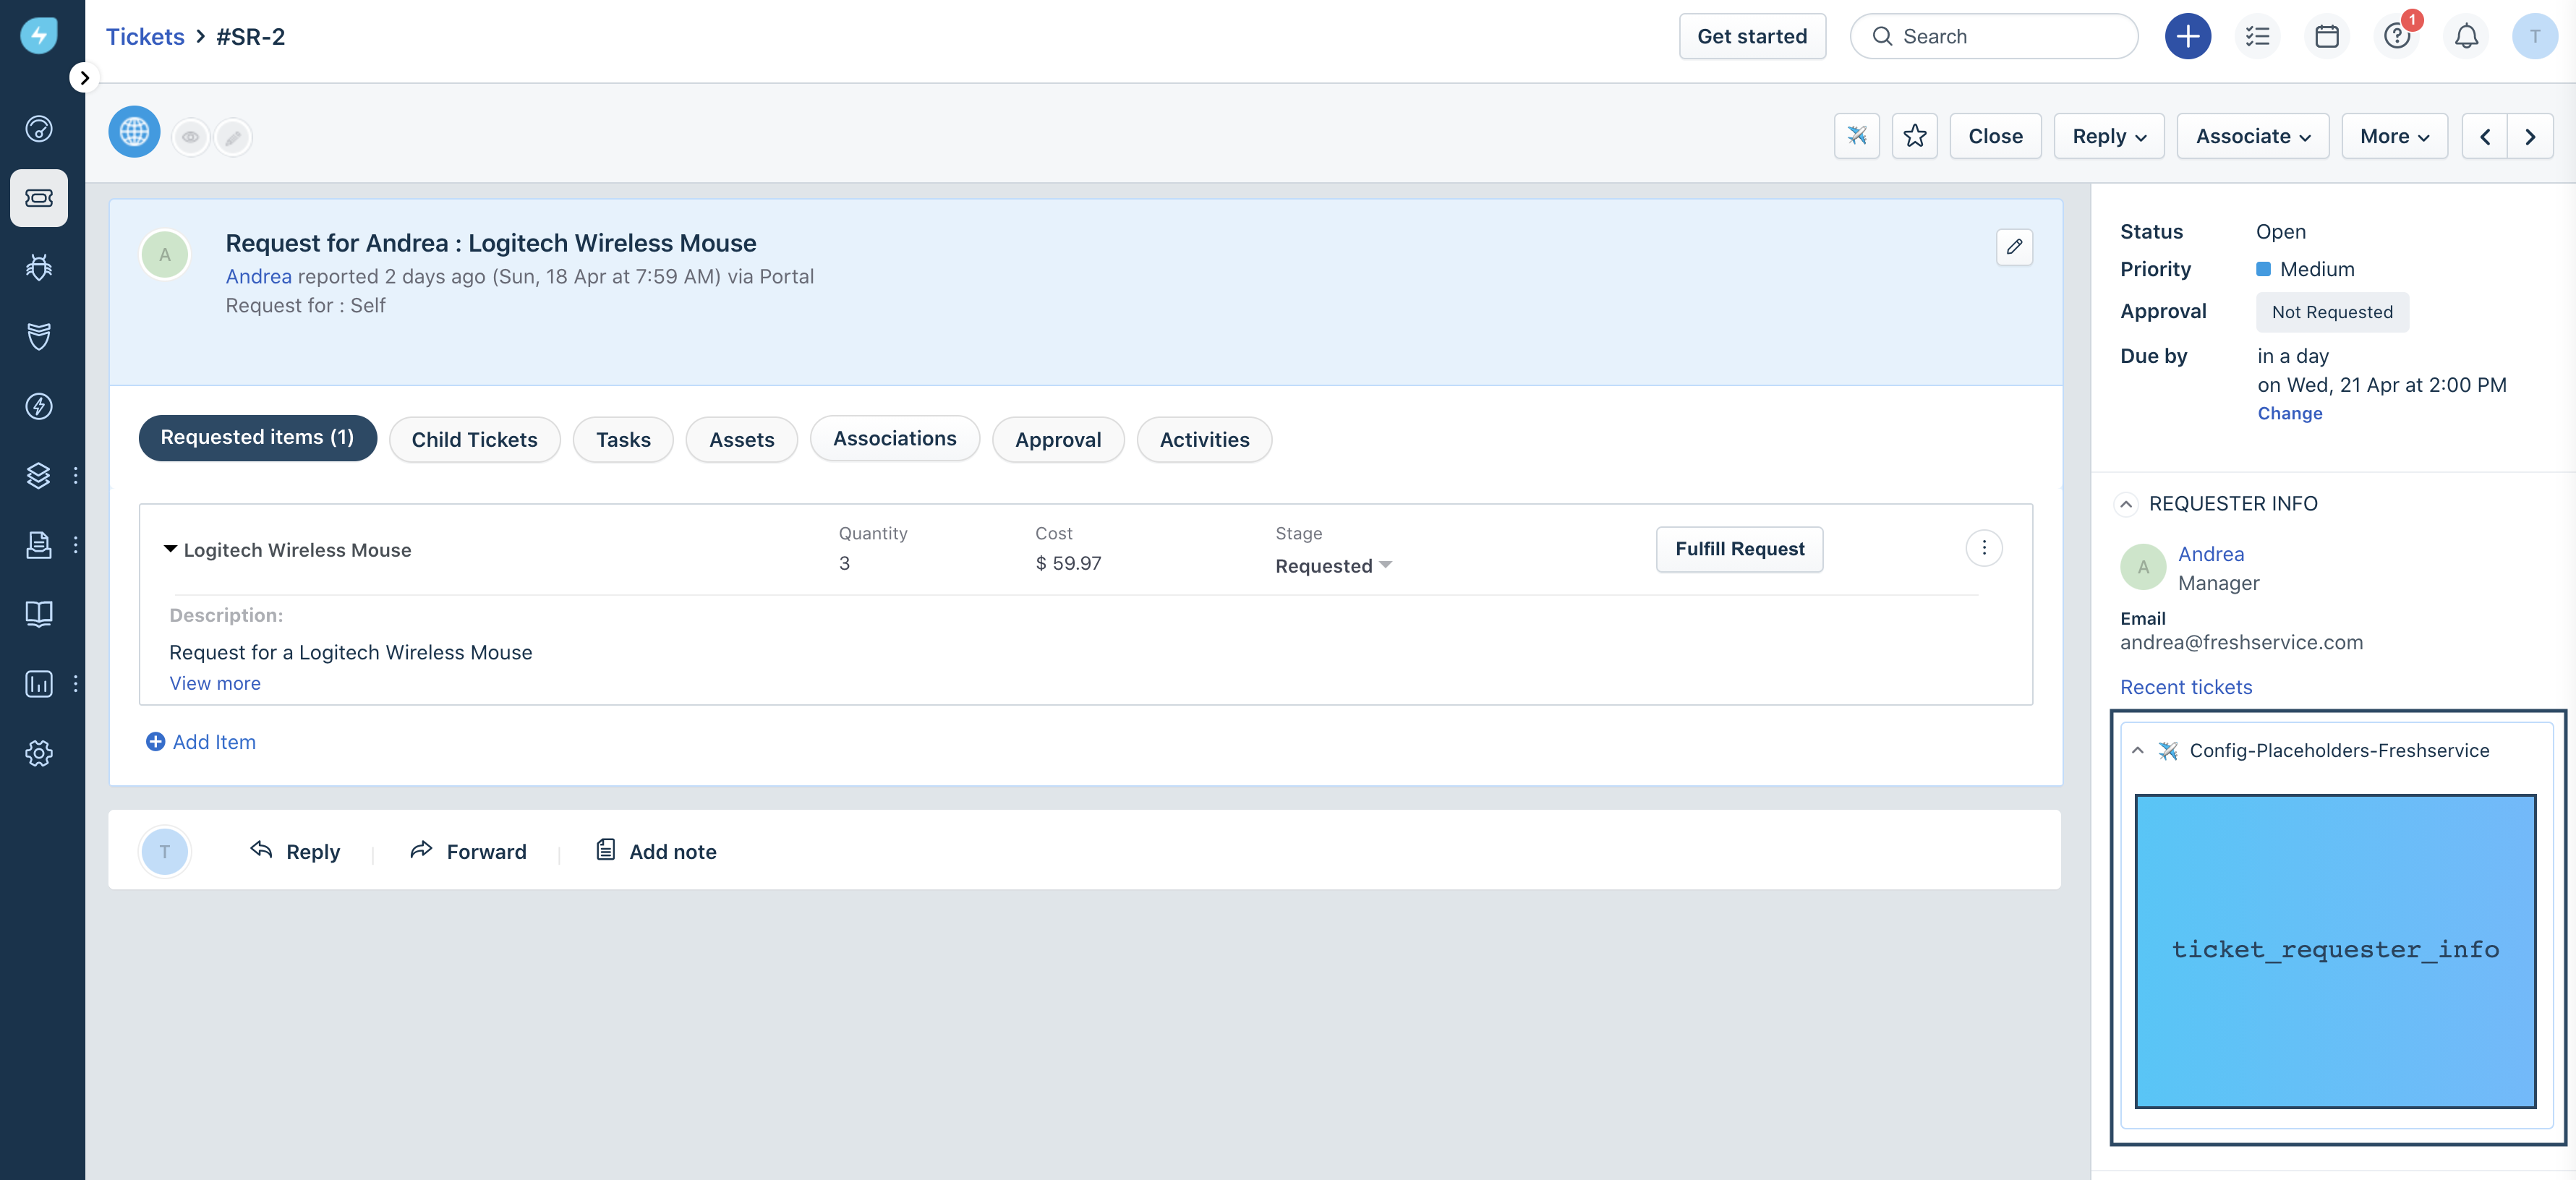 Tickets > #SR-2
Get started
Search
1
T
Close
Reply
Associate
More
A
Request for Andrea : Logitech Wireless Mouse
Andrea reported 2 days ago (Sun, 18 Apr at 7:59 AM) via Portal
Request for : Self
Requested items (1)
Child Tickets
Tasks
Assets
Associations
Approval
Activities
Logitech Wireless Mouse
Quantity
3
Cost
$ 59.97
Stage
Requested
Fulfill Request
Description:
Request for a Logitech Wireless Mouse
View more
Add Item
T
Reply
Forward
Add note
Status Open
Priority Medium
Approval Not Requested
Due by in a day
on Wed, 21 Apr at 2:00 PM
Change
REQUESTER INFO
A
Andrea
Manager
Email
andrea@freshservice.com
Recent tickets
Config-Placeholders-Freshservice
ticket_requester_info